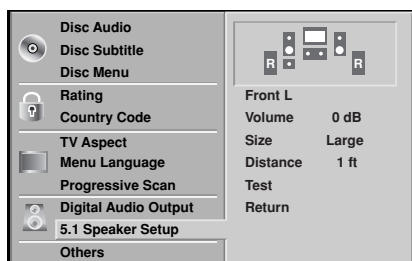 Disc Audio
Disc Subtitle
Disc Menu
Rating
Country Code
TV Aspect
Menu Language
Progressive Scan
Digital Audio Output
5.1 Speaker Setup
Others
R R
Front L
Volume 0 dB
Size Large
Distance 1 ft
Test
Return